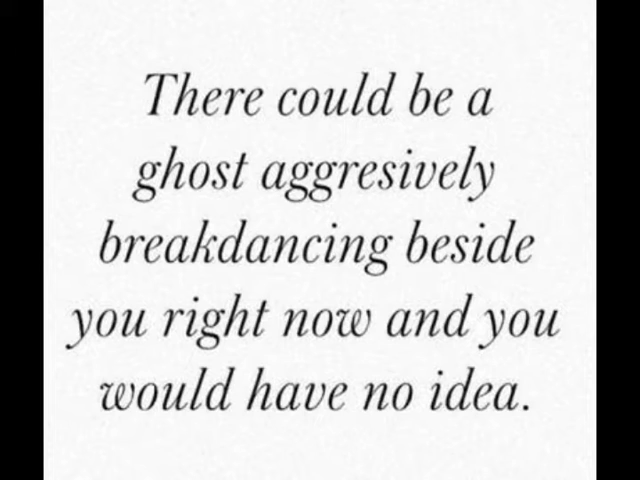 There could be a
ghost aggresively
breakdancing beside
you right now and you
would have no idea.